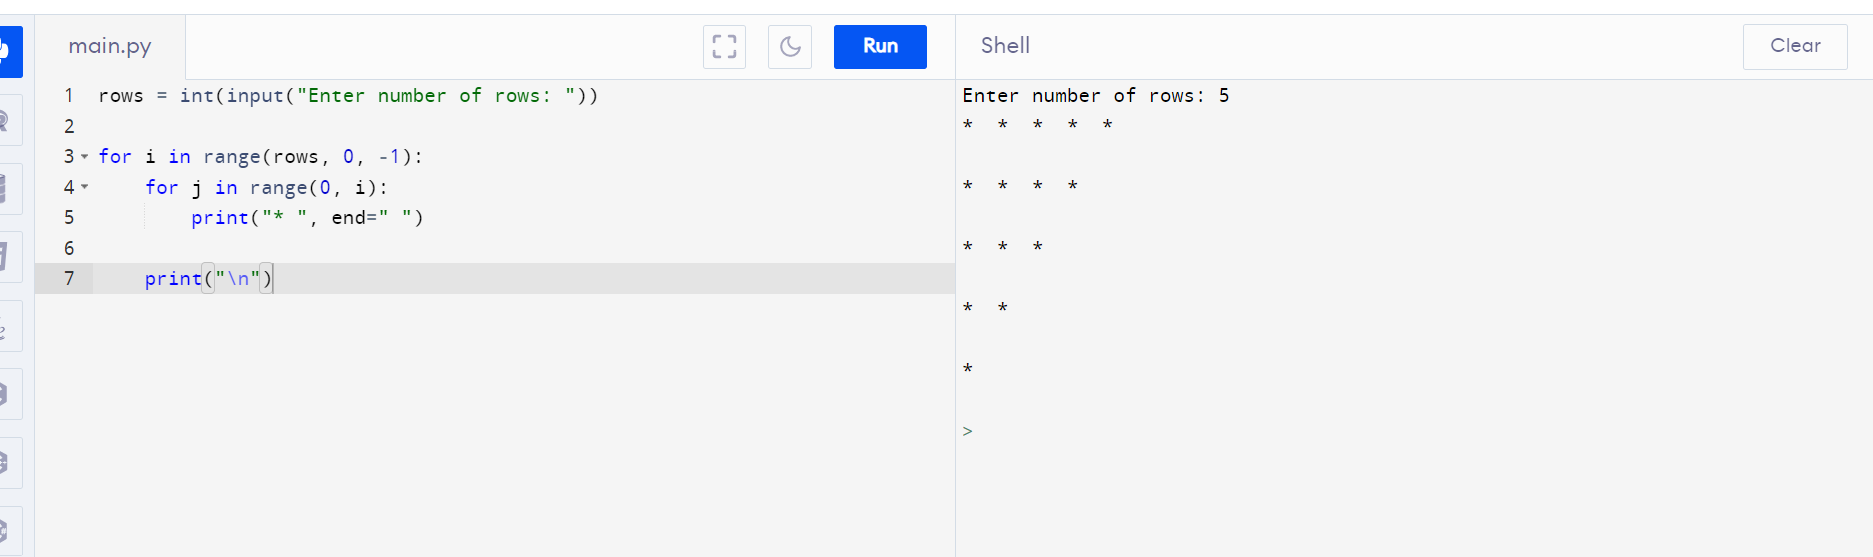 main.py
Run
1 rows = int(input("Enter number of rows: "))
2
3 for i in range(rows, 0, -1):
4     for j in range(0, i):
5         print("* ", end=" ")
6
7     print("\n")
Shell
Clear
Enter number of rows: 5
*  *  *  *  *
*  *  *  *
*  *  *
*  *
*
>